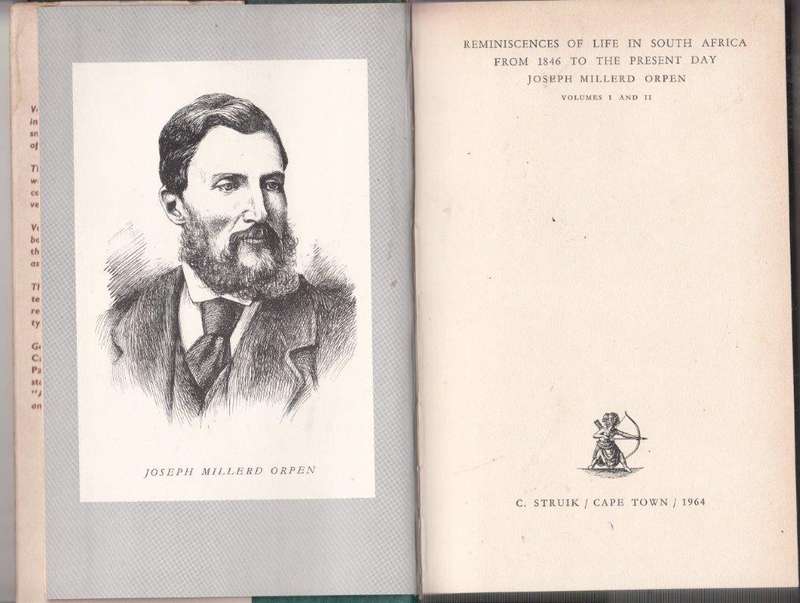 JOSEPH MILLERD ORPEN
REMINISCENCES OF LIFE IN SOUTH AFRICA
FROM 1846 TO THE PRESENT DAY
JOSEPH MILLERD ORPEN
VOLUMES I AND II
C. STRUIK / CAPE TOWN / 1964